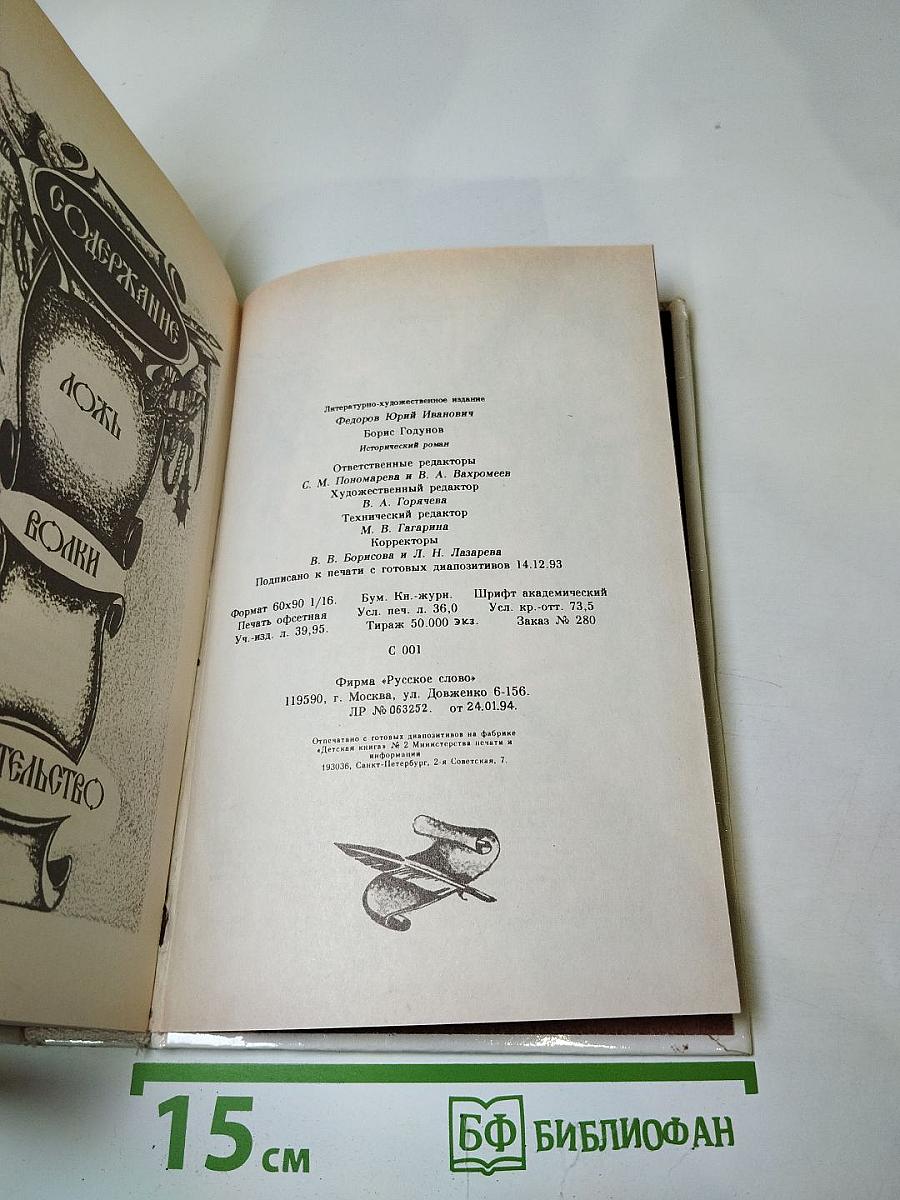 СОДЕРЖАНИЕ
ЛОЖЬ
ВОЛКИ
ТЕЛЬСТВО
Литературно-художественное издание
Федоров Юрий Иванович
Борис Годунов
Исторический роман
Ответственные редакторы
С. М. Пономарева и В. А. Вахромеев
Художественный редактор
В. А. Горячева
Технический редактор
М. В. Гагарина
Корректоры
В. В. Борисова и Л. Н. Лазарева
Подписано к печати с готовых диапозитивов 14.12.93
Формат 60х90 1/16. Бум. Кн.-журн. Шрифт академический
Печать офсетная Усл. печ. л. 36,0 Усл. кр.-отт. 73,5
Уч.-изд. л. 39,95. Тираж 50.000 экз. Заказ № 280
С 001
Фирма «Русское слово»
119590, г. Москва, ул. Довженко 6-156.
ЛР № 063252. от 24.01.94.
Отпечатано с готовых диапозитивов на фабрике
«Детская книга» № 2 Министерства печати и
информации
193036, Санкт-Петербург, 2-я Советская, 7.
15 см
БФ БИБЛИОФАН